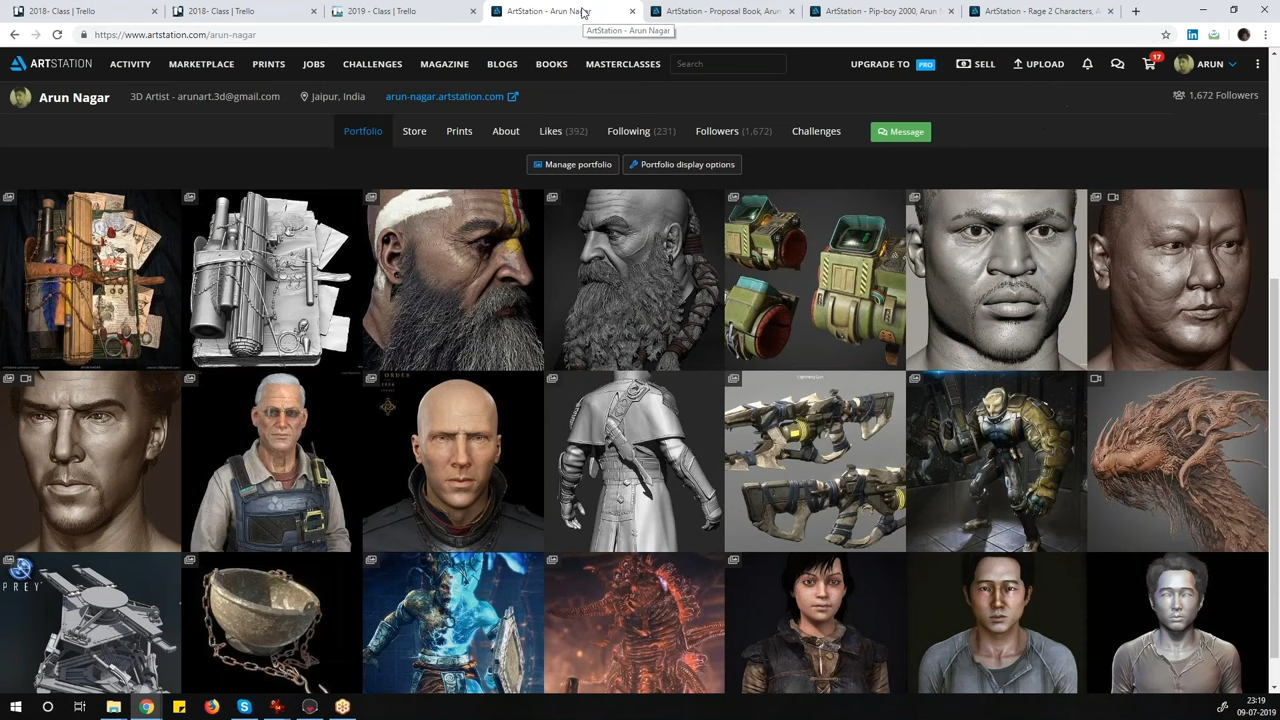 2018- Class | Trello
2018- Class | Trello
2019 - Class | Trello
ArtStation - Arun Nagar
ArtStation - Proposal Book, Arun
ArtStation - Pip-boy 2000, Arun N
ArtStation - Rage 2 Characters, A
ArtStation - Arun Nagar
https://www.artstation.com/arun-nagar
ARTSTATION
ACTIVITY
MARKETPLACE
PRINTS
JOBS
CHALLENGES
MAGAZINE
BLOGS
BOOKS
MASTERCLASSES
Search
UPGRADE TO PRO
SELL
UPLOAD
17
ARUN
Arun Nagar
3D Artist - arunart.3d@gmail.com
Jaipur, India
arun-nagar.artstation.com
1,672 Followers
Portfolio
Store
Prints
About
Likes (392)
Following (231)
Followers (1,672)
Challenges
Message
Manage portfolio
Portfolio display options
ORDER
Lightning Gun
PREY
23:19
09-07-2019